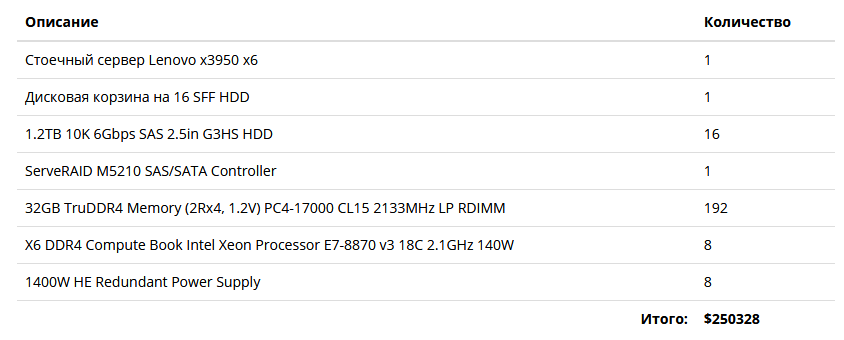 Описание Количество
Стоечный сервер Lenovo x3950 x6 1
Дисковая корзина на 16 SFF HDD 1
1.2TB 10K 6Gbps SAS 2.5in G3HS HDD 16
ServeRAID M5210 SAS/SATA Controller 1
32GB TruDDR4 Memory (2Rx4, 1.2V) PC4-17000 CL15 2133MHz LP RDIMM 192
X6 DDR4 Compute Book Intel Xeon Processor E7-8870 v3 18C 2.1GHz 140W 8
1400W HE Redundant Power Supply 8
Итого: $250328